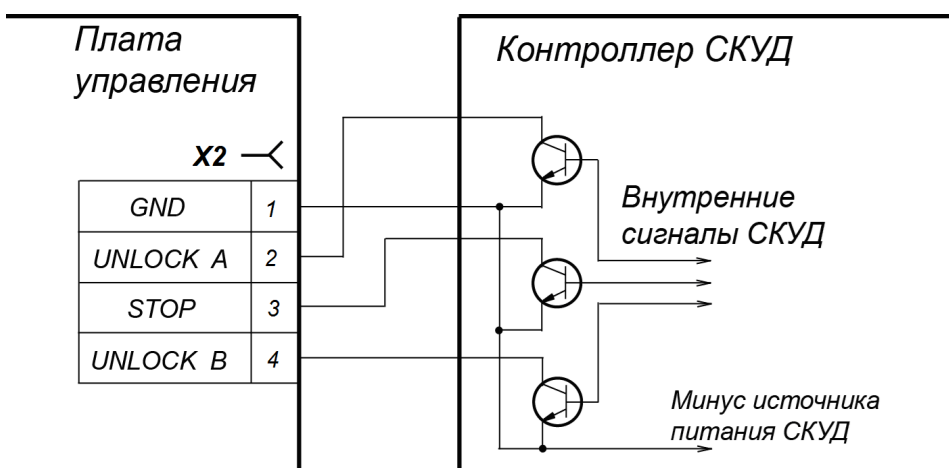 Плата
управления
Контроллер СКУД
X2
GND 1
UNLOCK A 2
STOP 3
UNLOCK B 4
Внутренние
сигналы СКУД
Минус источника
питания СКУД